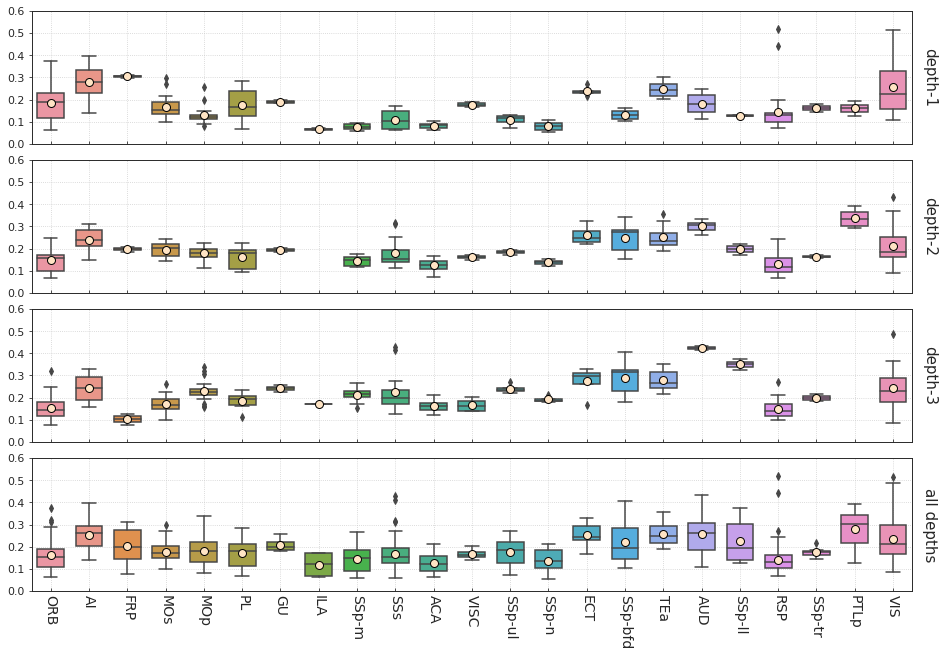 0.6
0.5
0.4
0.3
0.2
0.1
0.0
depth-1
0.6
0.5
0.4
0.3
0.2
0.1
0.0
depth-2
0.6
0.5
0.4
0.3
0.2
0.1
0.0
depth-3
0.6
0.5
0.4
0.3
0.2
0.1
0.0
all depths
ORB
AI
FRP
MOs
MOp
PL
GU
ILA
SSp-m
SSs
ACA
VISC
SSp-ul
SSp-n
ECT
SSp-bfd
TEa
AUD
SSp-ll
RSP
SSp-tr
PTLp
VIS